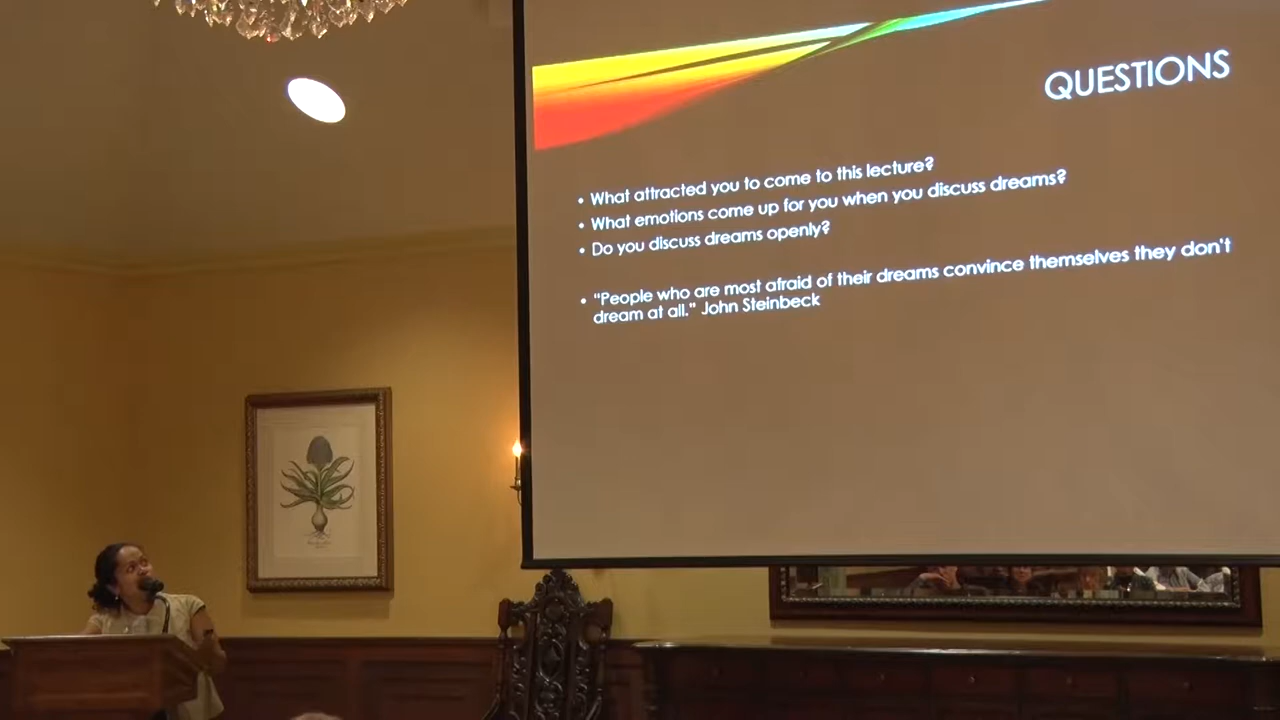 QUESTIONS
• What attracted you to come to this lecture?
• What emotions come up for you when you discuss dreams?
• Do you discuss dreams openly?
• "People who are most afraid of their dreams convince themselves they don't
dream at all." John Steinbeck